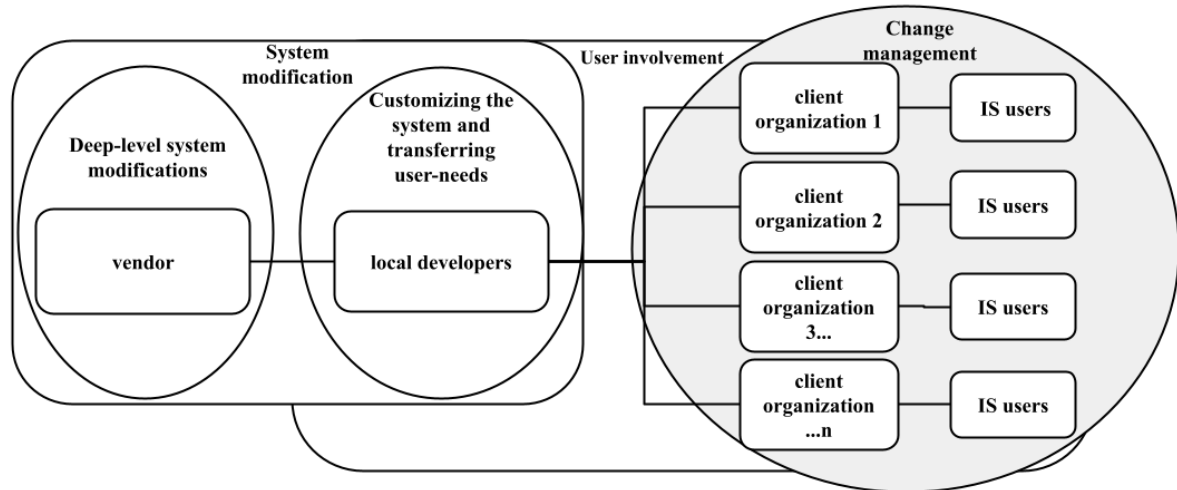 System
modification
User involvement
Change
management
Deep-level system
modifications
Customizing the
system and
transferring
user-needs
vendor
local developers
client
organization 1
IS users
client
organization 2
IS users
client
organization
3...
IS users
client
organization
...n
IS users